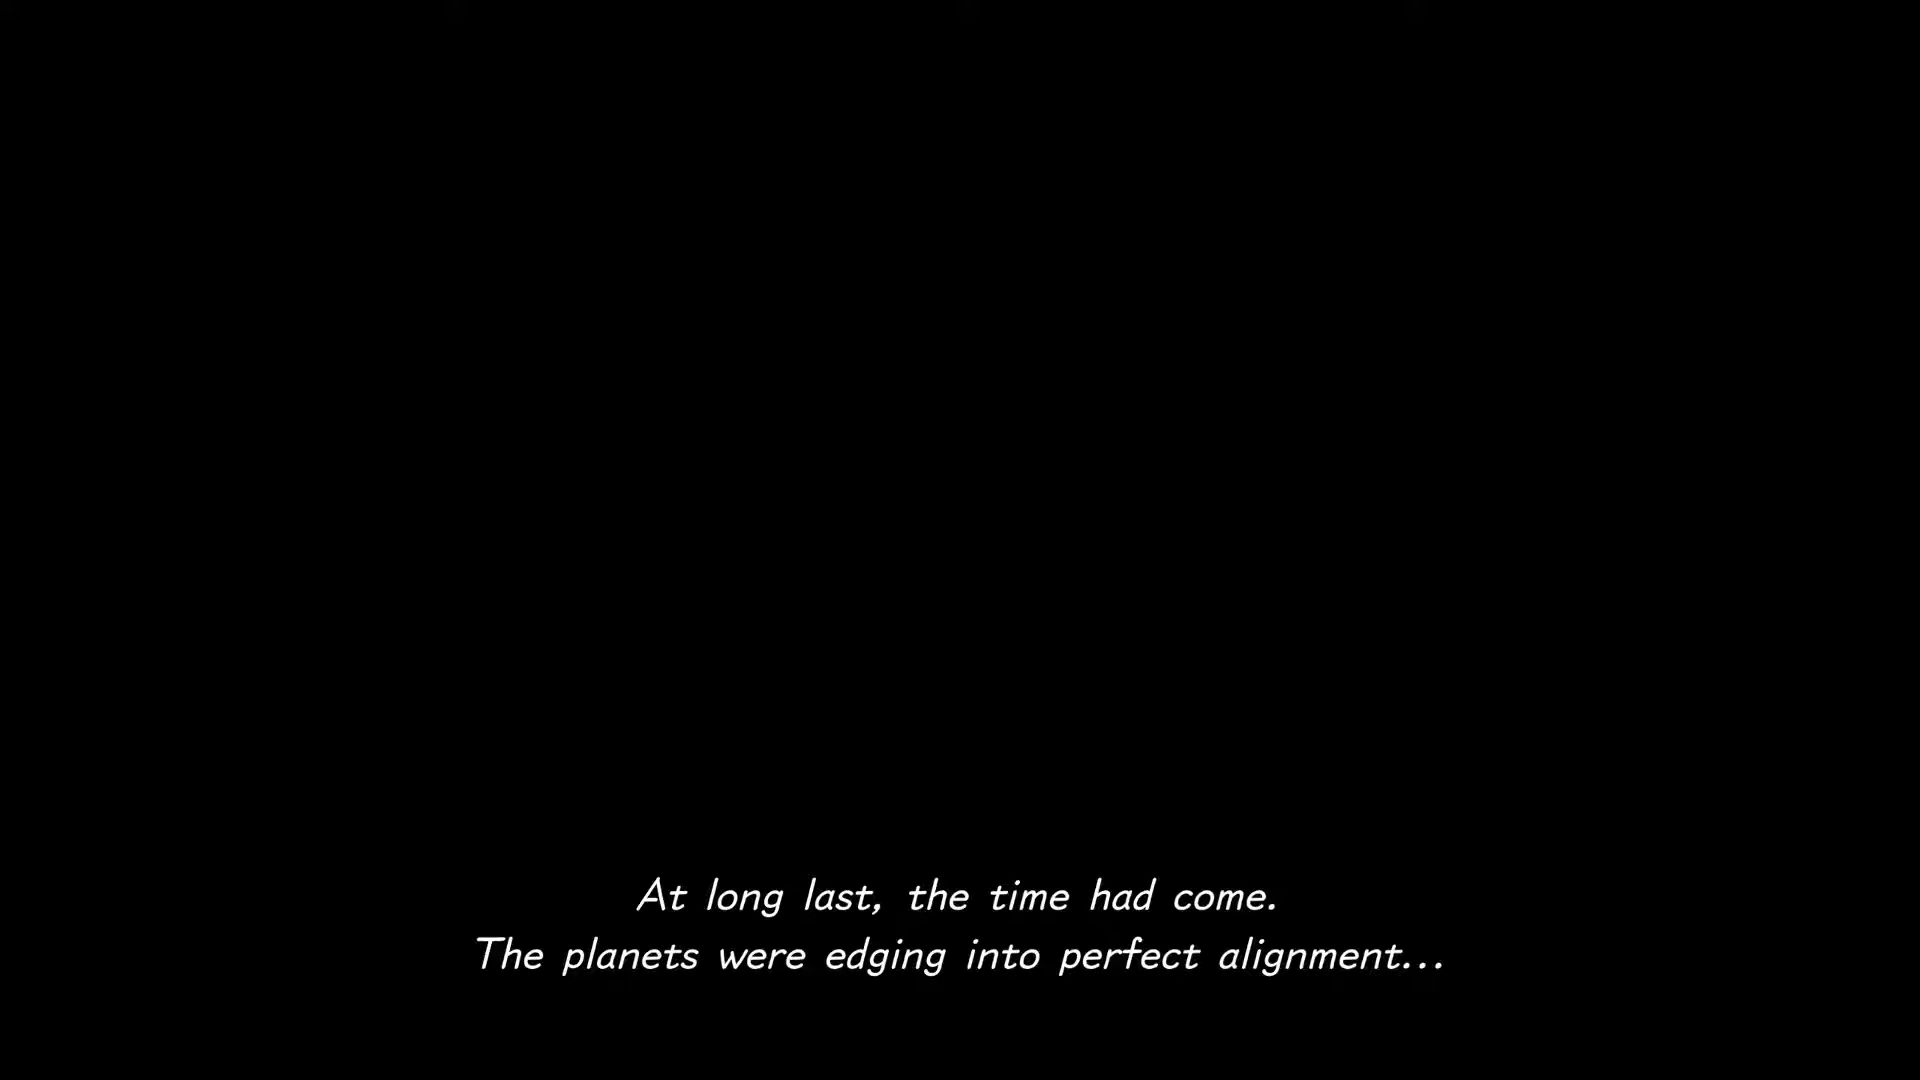 At long last, the time had come.
The planets were edging into perfect alignment...